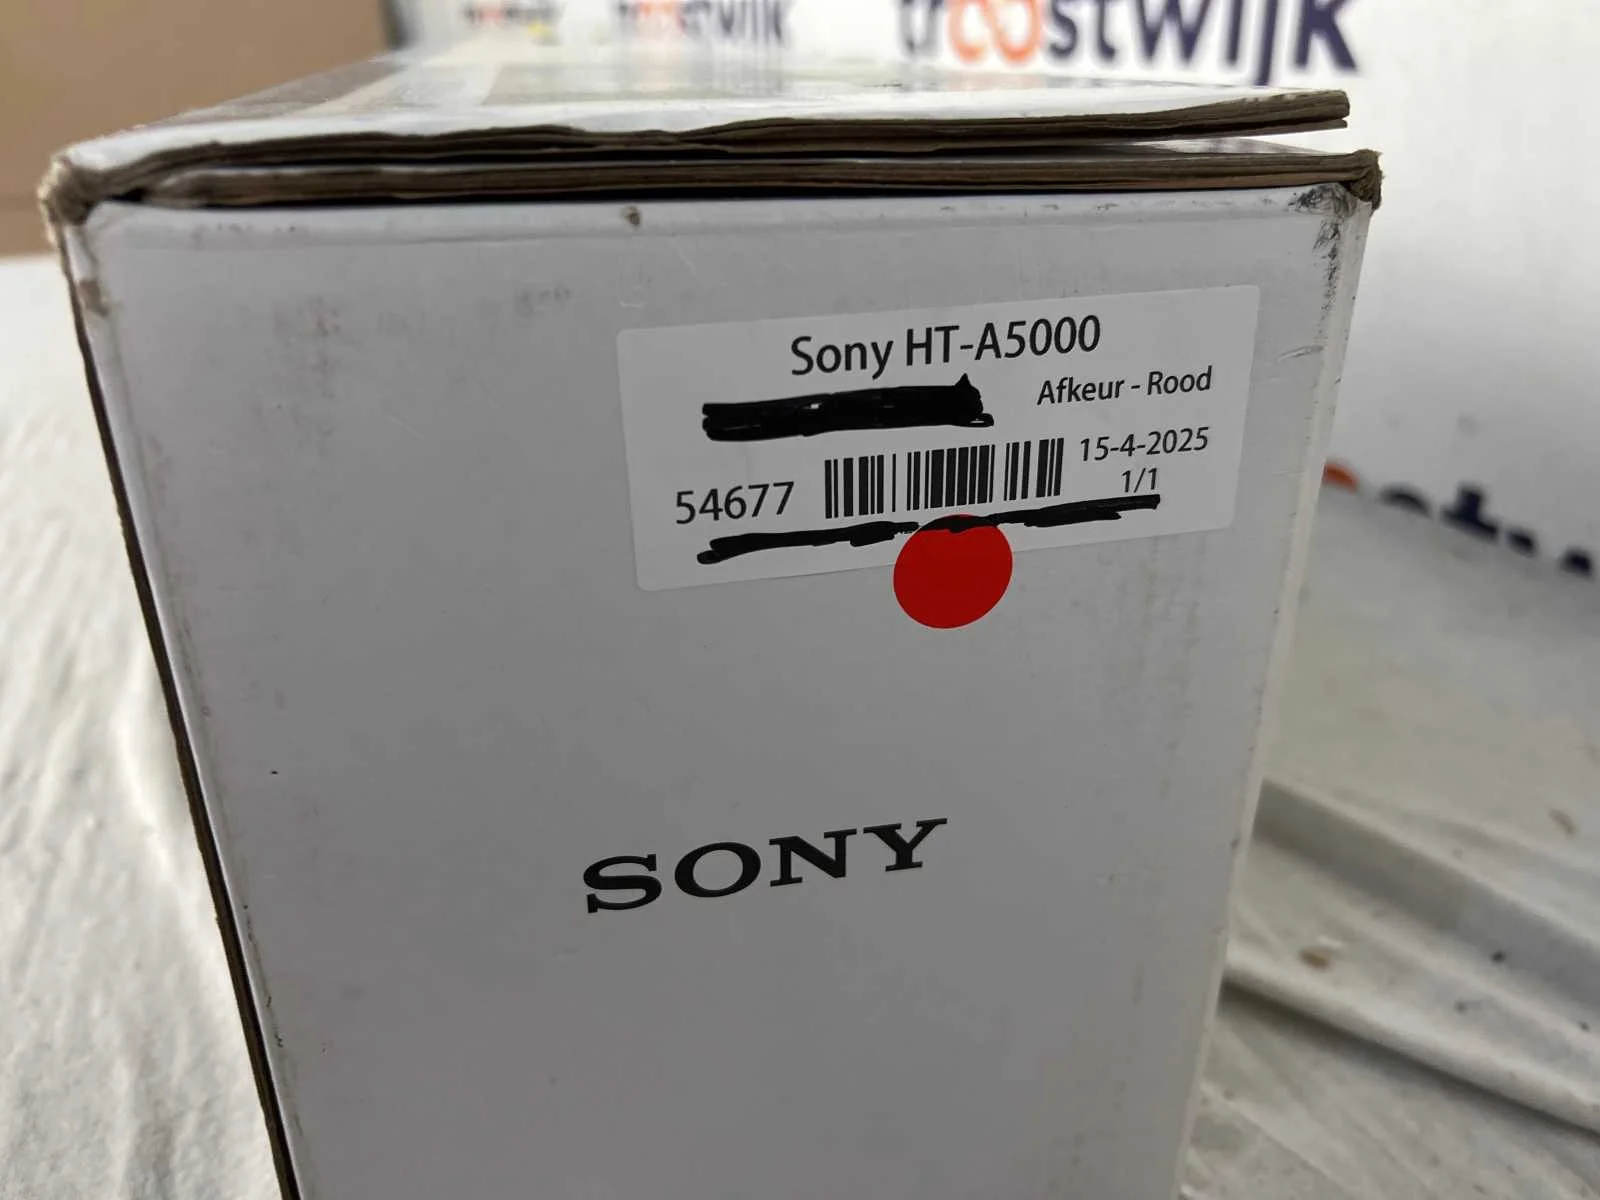 troostwijk
Sony HT-A5000
Afkeur - Rood
54677
15-4-2025
1/1
SONY